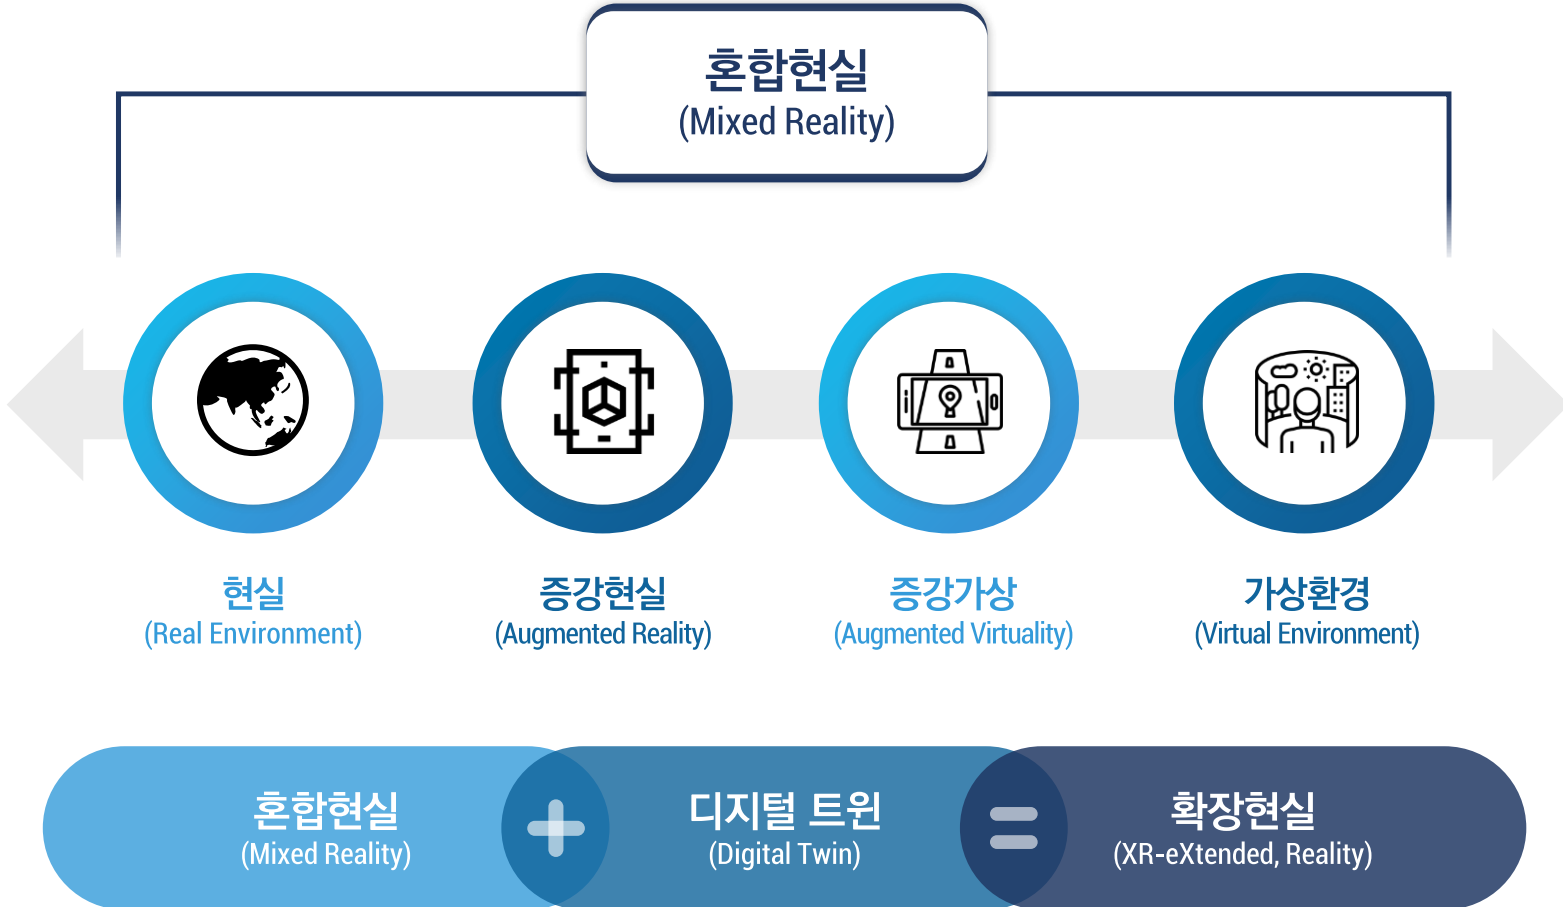 혼합현실
(Mixed Reality)
현실
(Real Environment)
증강현실
(Augmented Reality)
증강가상
(Augmented Virtuality)
가상환경
(Virtual Environment)
혼합현실
(Mixed Reality)
+
디지털 트윈
(Digital Twin)
=
확장현실
(XR-eXtended, Reality)